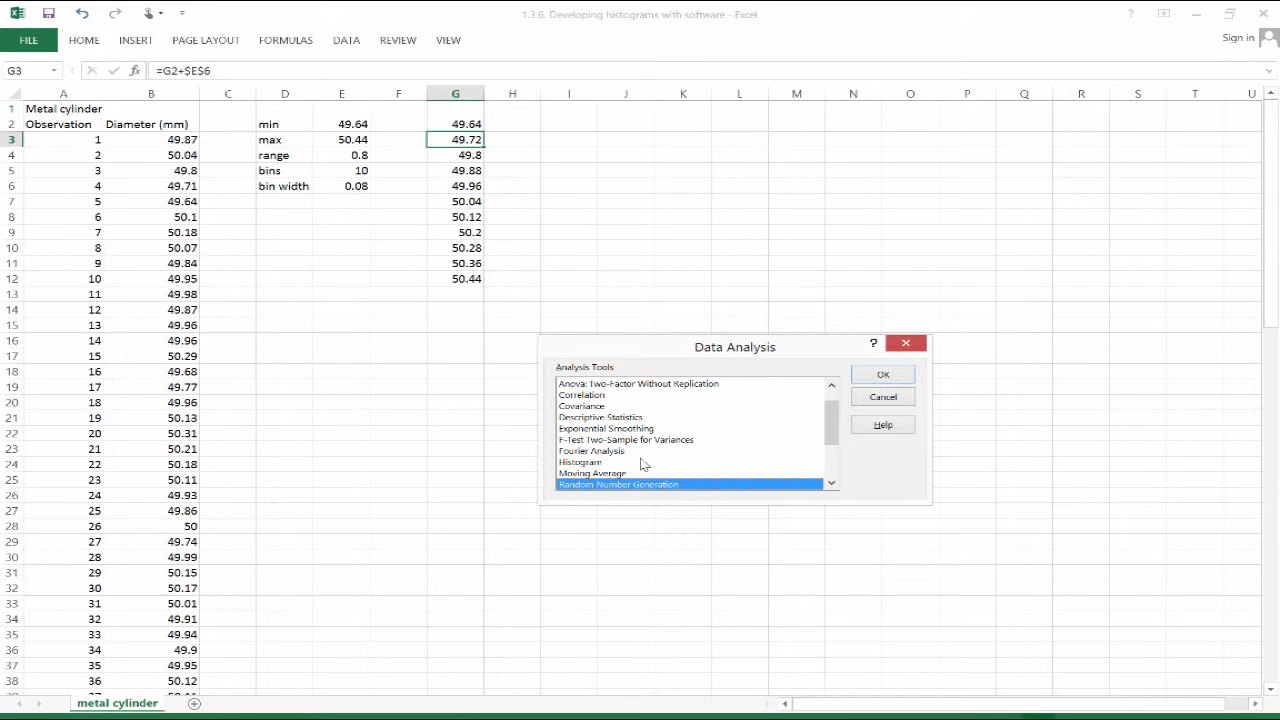 1.3.6. Developing histograms with software - Excel
FILE HOME INSERT PAGE LAYOUT FORMULAS DATA REVIEW VIEW Sign in
G3 =G2+$E$6
A B C D E F G H I J K L M N O P Q R S T U
1 Metal cylinder
2 Observation Diameter (mm) min 49.64 49.64
3 1 49.87 max 50.44 49.72
4 2 50.04 range 0.8 49.8
5 3 49.8 bins 10 49.88
6 4 49.71 bin width 0.08 49.96
7 5 49.64 50.04
8 6 50.1 50.12
9 7 50.18 50.2
10 8 50.07 50.28
11 9 49.84 50.36
12 10 49.95 50.44
13 11 49.98
14 12 49.87
15 13 49.96
16 14 49.96
17 15 50.29
18 16 49.68
19 17 49.77
20 18 49.96
21 19 50.13
22 20 50.31
23 21 50.21
24 22 50.18
25 23 50.11
26 24 49.93
27 25 49.86
28 26 50
29 27 49.74
30 28 49.99
31 29 50.15
32 30 50.17
33 31 50.01
34 32 49.91
35 33 49.94
36 34 49.9
37 35 49.95
38 36 50.12
Data Analysis
Analysis Tools
Anova: Two-Factor Without Replication
Correlation
Covariance
Descriptive Statistics
Exponential Smoothing
F-Test Two-Sample for Variances
Fourier Analysis
Histogram
Moving Average
Random Number Generation
OK
Cancel
Help
metal cylinder